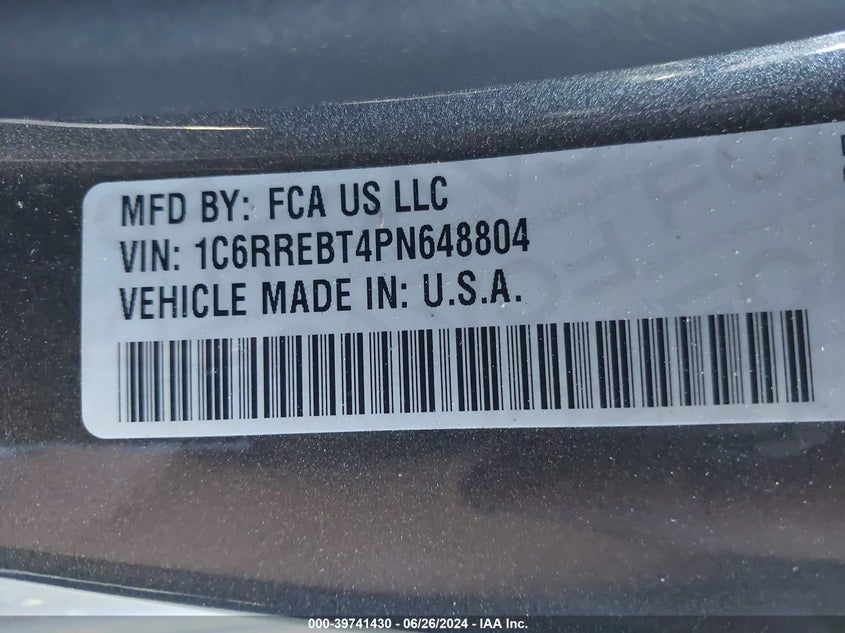 MFD BY: FCA US LLC
VIN: 1C6RREBT4PN648804
VEHICLE MADE IN: U.S.A.
000-39741430 - 06/26/2024 - IAA Inc.